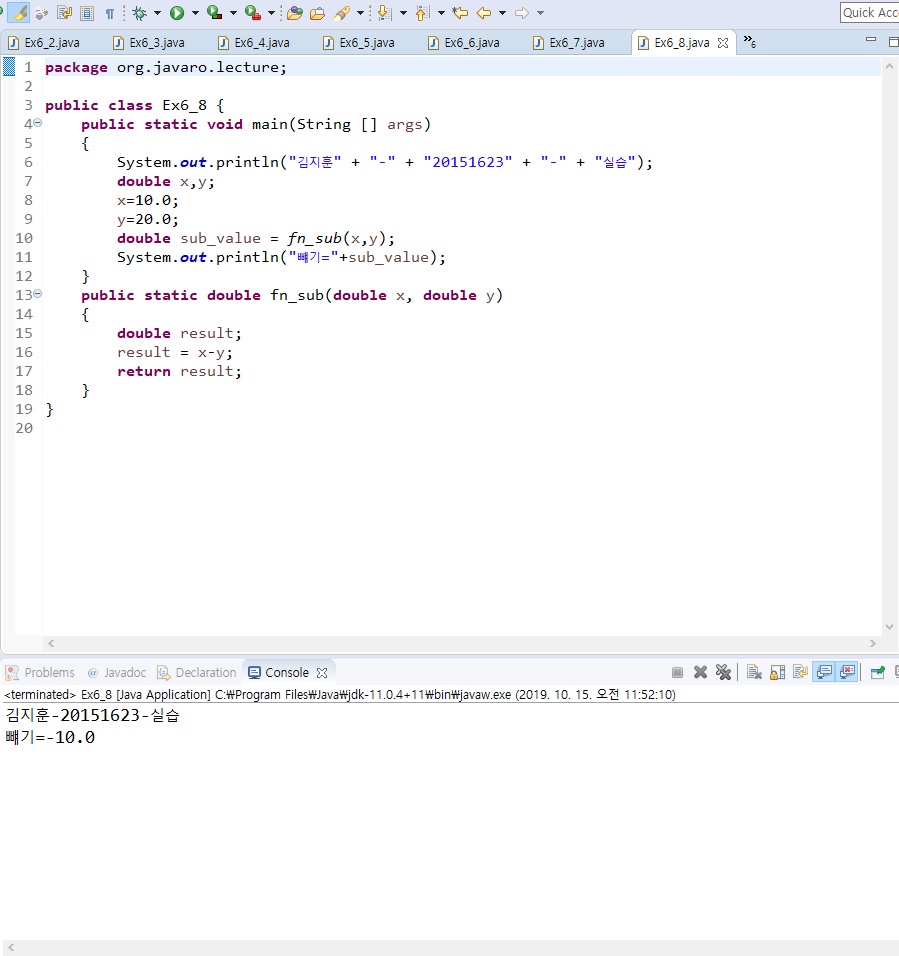 Quick Acc
Ex6_2.java Ex6_3.java Ex6_4.java Ex6_5.java Ex6_6.java Ex6_7.java Ex6_8.java »6
1 package org.javaro.lecture;
2
3 public class Ex6_8 {
4 public static void main(String [] args)
5 {
6 System.out.println("김지훈" + "-" + "20151623" + "-" + "실습");
7 double x,y;
8 x=10.0;
9 y=20.0;
10 double sub_value = fn_sub(x,y);
11 System.out.println("빼기="+sub_value);
12 }
13 public static double fn_sub(double x, double y)
14 {
15 double result;
16 result = x-y;
17 return result;
18 }
19 }
20
Problems @ Javadoc Declaration Console
<terminated> Ex6_8 [Java Application] C:₩Program Files₩Java₩jdk-11.0.4+11₩bin₩javaw.exe (2019. 10. 15. 오전 11:52:10)
김지훈-20151623-실습
빼기=-10.0